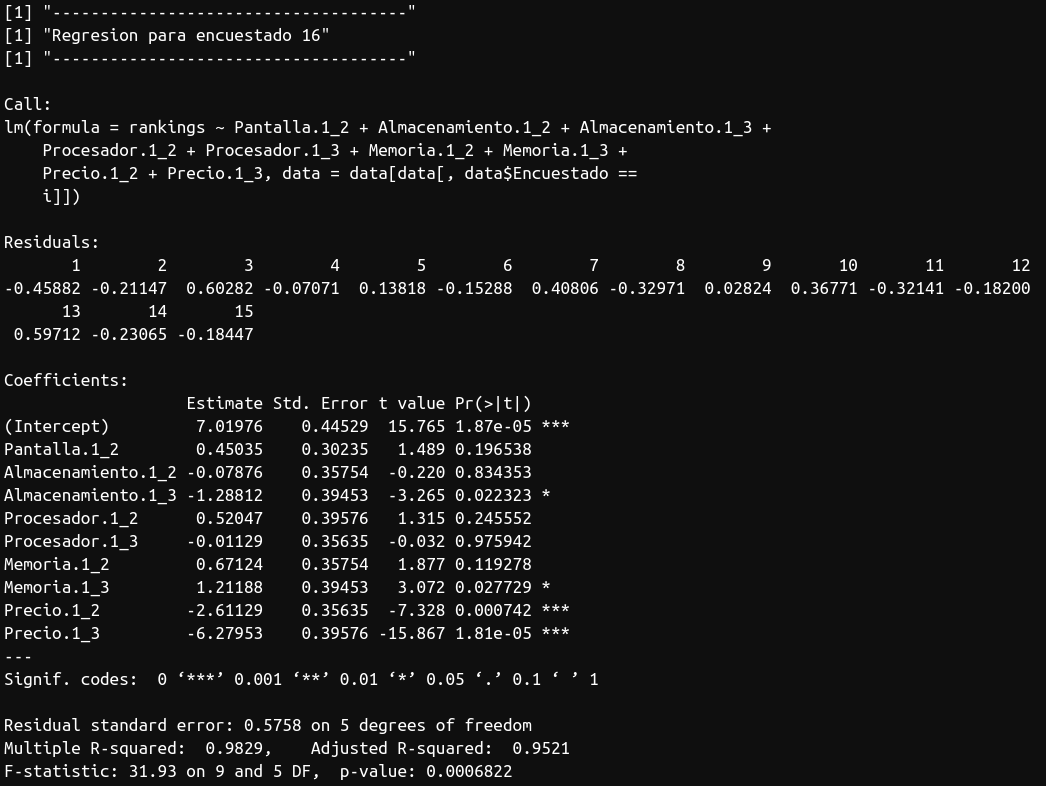 [1] "-------------------------------------"
[1] "Regresion para encuestado 16"
[1] "-------------------------------------"
Call:
lm(formula = rankings ~ Pantalla.1_2 + Almacenamiento.1_2 + Almacenamiento.1_3 +
    Procesador.1_2 + Procesador.1_3 + Memoria.1_2 + Memoria.1_3 +
    Precio.1_2 + Precio.1_3, data = data[data[, data$Encuestado ==
    i]])
Residuals:
       1        2        3        4        5        6        7        8        9       10       11       12
-0.45882 -0.21147  0.60282 -0.07071  0.13818 -0.15288  0.40806 -0.32971  0.02824  0.36771 -0.32141 -0.18200
      13       14       15
 0.59712 -0.23065 -0.18447
Coefficients:
                   Estimate Std. Error t value Pr(>|t|)
(Intercept)         7.01976    0.44529  15.765 1.87e-05 ***
Pantalla.1_2        0.45035    0.30235   1.489 0.196538
Almacenamiento.1_2 -0.07876    0.35754  -0.220 0.834353
Almacenamiento.1_3 -1.28812    0.39453  -3.265 0.022323 *
Procesador.1_2      0.52047    0.39576   1.315 0.245552
Procesador.1_3     -0.01129    0.35635  -0.032 0.975942
Memoria.1_2         0.67124    0.35754   1.877 0.119278
Memoria.1_3         1.21188    0.39453   3.072 0.027729 *
Precio.1_2         -2.61129    0.35635  -7.328 0.000742 ***
Precio.1_3         -6.27953    0.39576 -15.867 1.81e-05 ***
---
Signif. codes:  0 ‘***’ 0.001 ‘**’ 0.01 ‘*’ 0.05 ‘.’ 0.1 ‘ ’ 1
Residual standard error: 0.5758 on 5 degrees of freedom
Multiple R-squared:  0.9829,    Adjusted R-squared:  0.9521
F-statistic: 31.93 on 9 and 5 DF,  p-value: 0.0006822